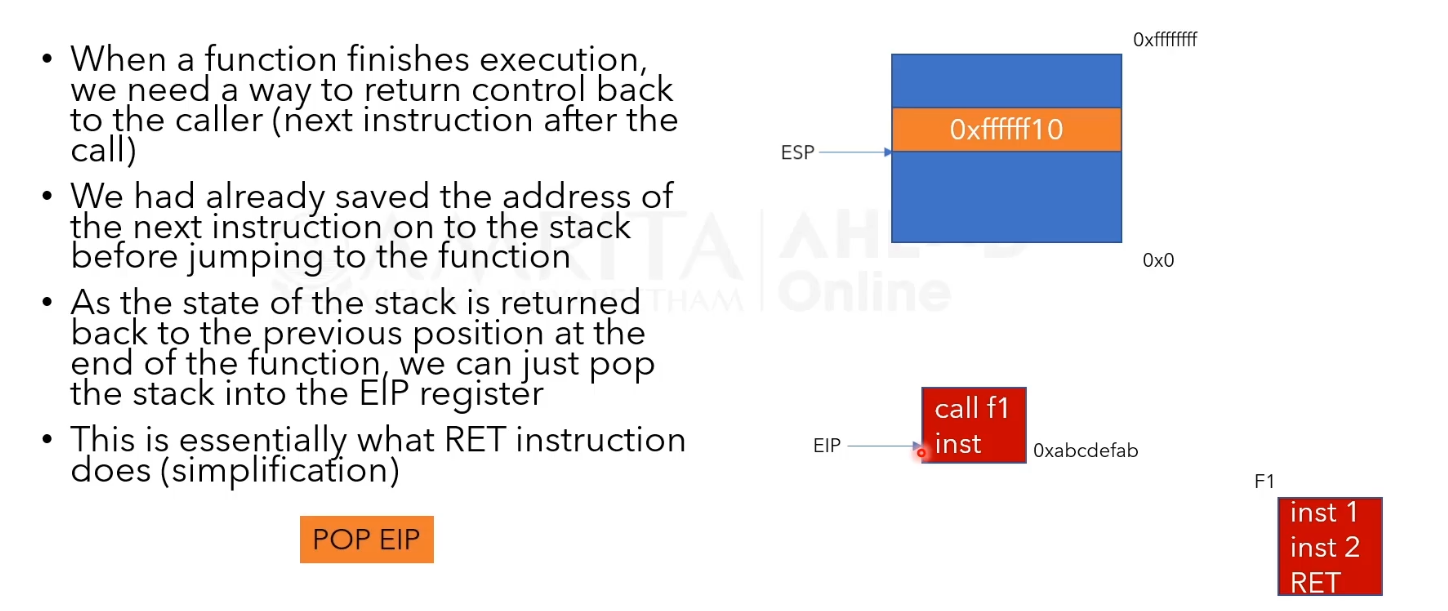 • When a function finishes execution,
we need a way to return control back
to the caller (next instruction after the
call)
• We had already saved the address of
the next instruction on to the stack
before jumping to the function
• As the state of the stack is returned
back to the previous position at the
end of the function, we can just pop
the stack into the EIP register
• This is essentially what RET instruction
does (simplification)
POP EIP
0xffffffff
0xffffff10
ESP
0x0
call f1
EIP
inst
0xabcdefab
F1
inst 1
inst 2
RET
AMRITA
Online